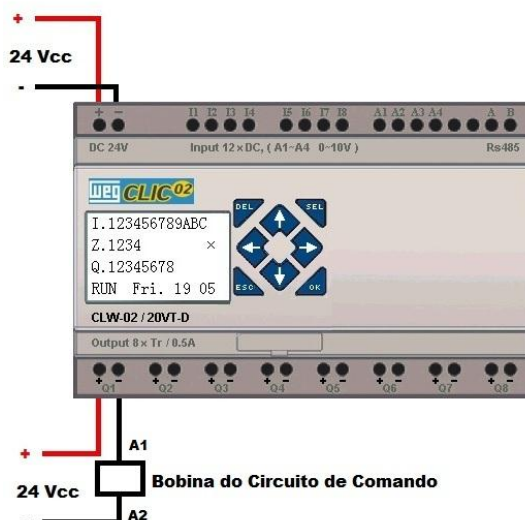 +
24 Vcc
-
+ -
I1 I2 I3 I4 I5 I6 I7 I8 A1 A2 A3 A4 A B
DC 24V Input 12 x DC, ( A1~A4 0~10V ) Rs485
WEG CLIC 02
DEL SEL
ESC OK
I.123456789ABC
Z.1234 ×
Q.12345678
RUN Fri. 19 05
CLW-02 / 20VT-D
Output 8 x Tr / 0.5A
+ - + - + - + - + - + - + - + -
Q1 Q2 Q3 Q4 Q5 Q6 Q7 Q8
+
A1
24 Vcc
Bobina do Circuito de Comando
A2